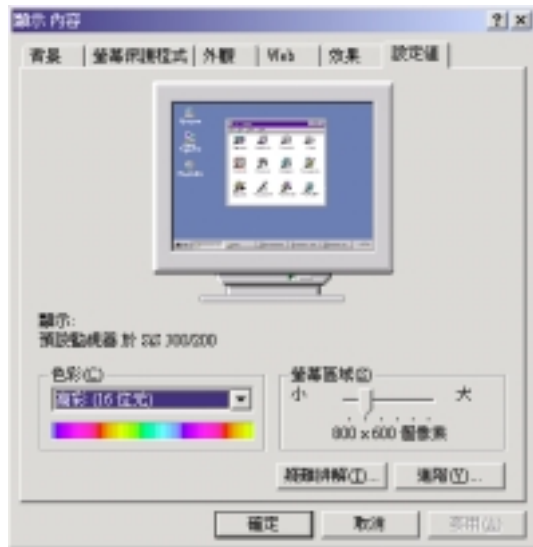 顯示 內容
背景 螢幕保護程式 外觀 Web 效果 設定值
顯示:
預設監視器 於 SiS 300/200
色彩(C)
高彩 (16 位元)
螢幕區域(S)
小 大
800 x 600 個像素
疑難排解(T)... 進階(V)...
確定 取消 套用(A)